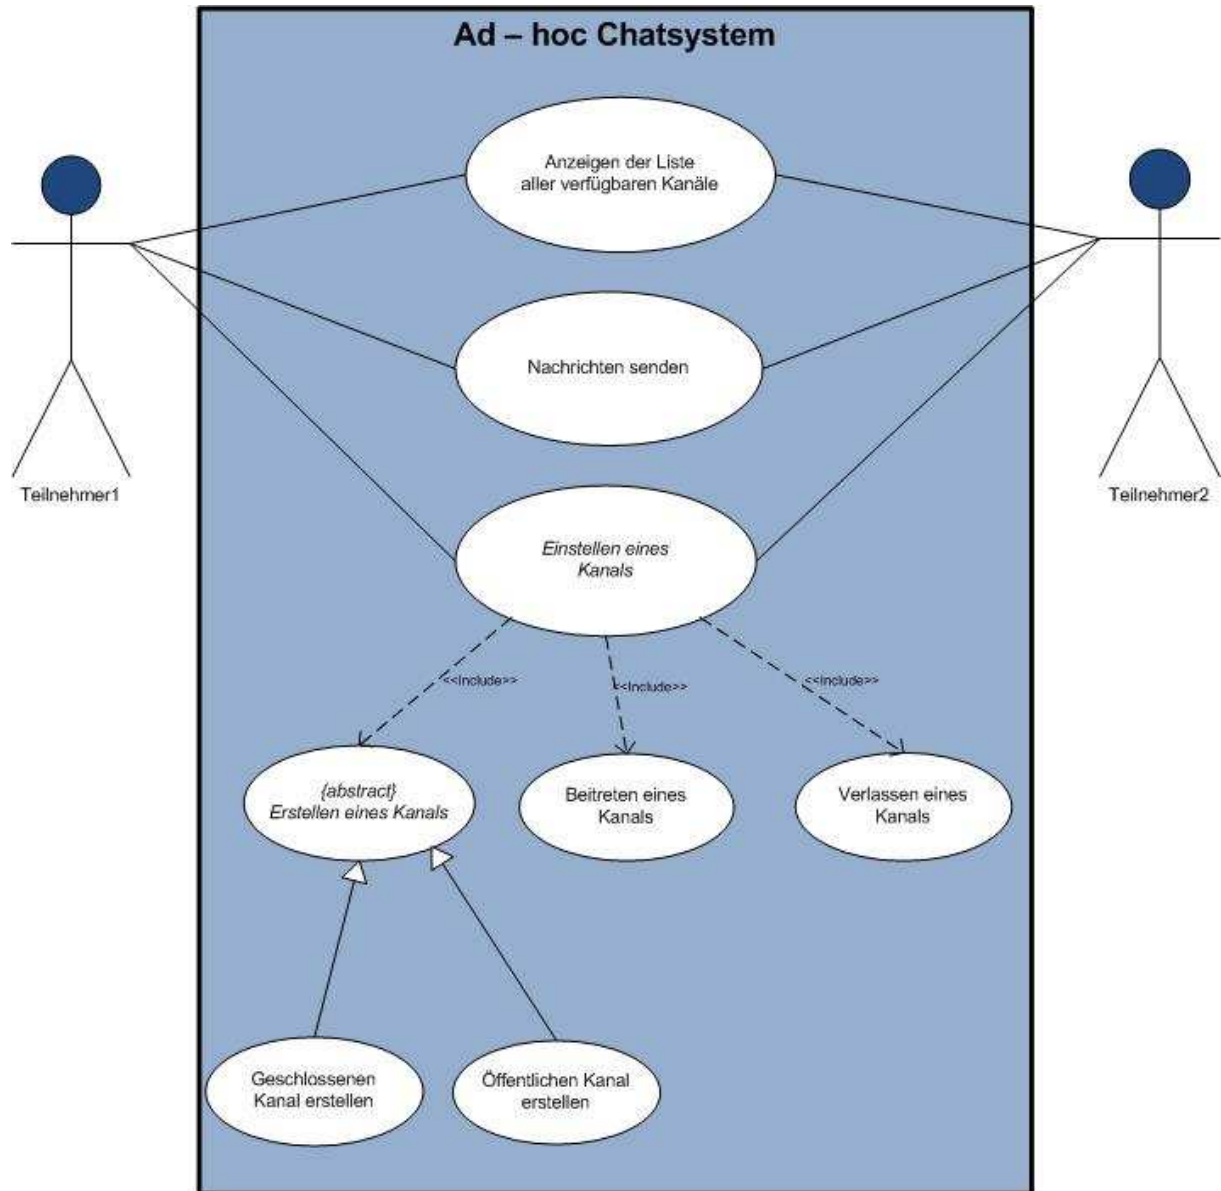 Ad – hoc Chatsystem
Anzeigen der Liste
aller verfügbaren Kanäle
Nachrichten senden
Teilnehmer1
Teilnehmer2
Einstellen eines
Kanals
<<Include>>
<<Include>>
<<Include>>
{abstract}
Erstellen eines Kanals
Beitreten eines
Kanals
Verlassen eines
Kanals
Geschlossenen
Kanal erstellen
Öffentlichen Kanal
erstellen